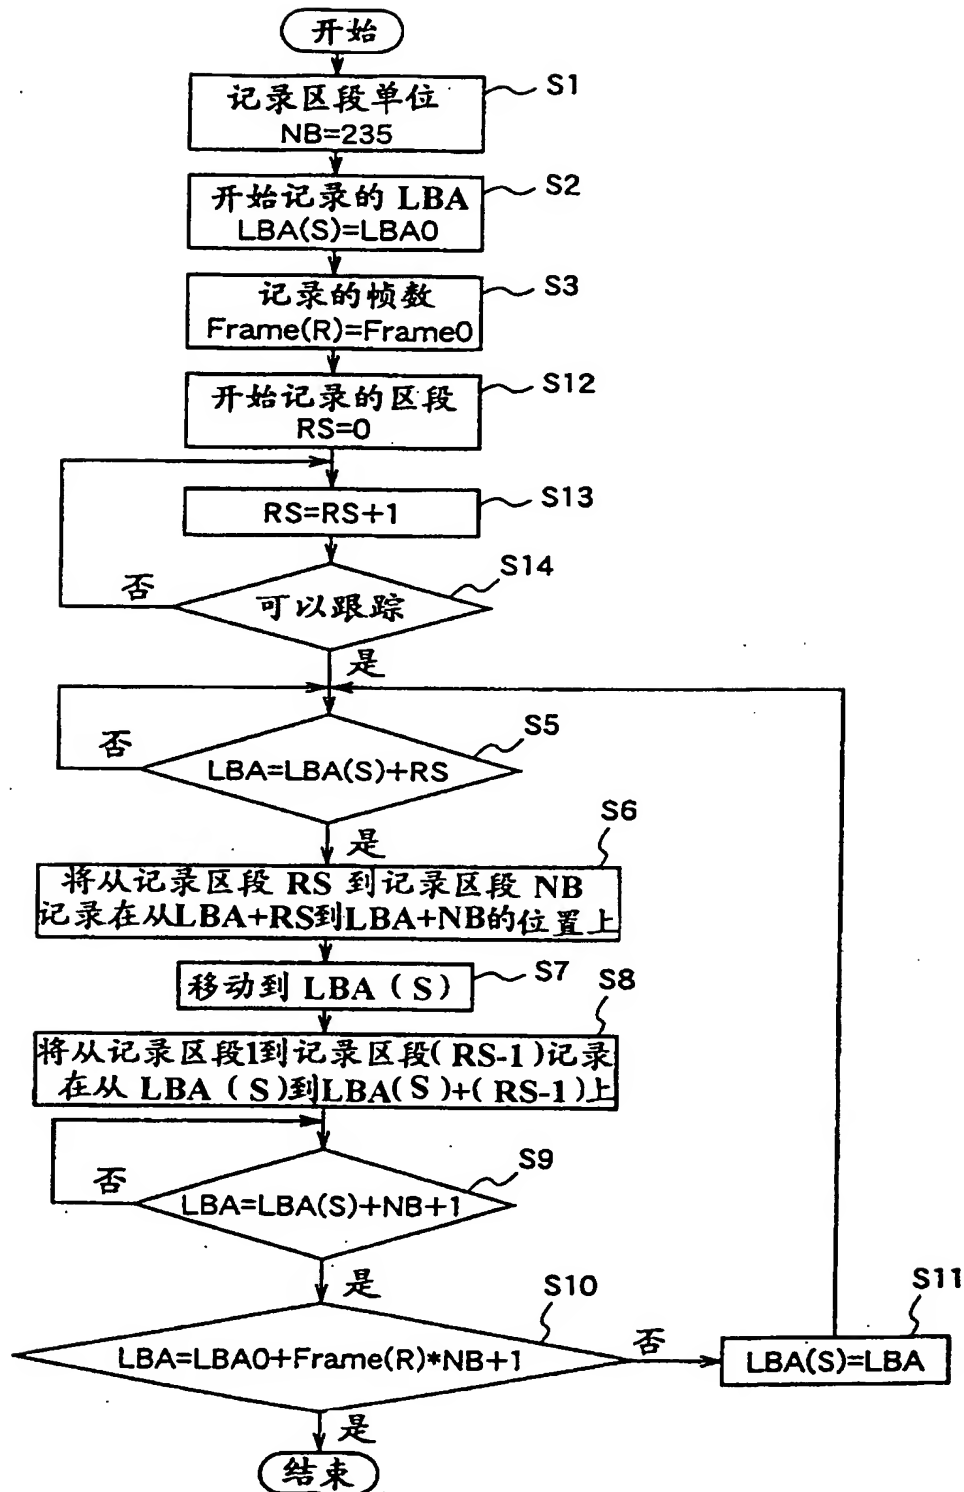 开始
记录区段单位
NB=235
S1
开始记录的 LBA
LBA(S)=LBA0
S2
记录的帧数
Frame(R)=Frame0
S3
开始记录的区段
RS=0
S12
RS=RS+1
S13
可以跟踪
S14
否
是
LBA=LBA(S)+RS
S5
否
是
将从记录区段 RS 到记录区段 NB
记录在从LBA+RS到LBA+NB的位置上
S6
移动到 LBA（S）
S7
将从记录区段1到记录区段(RS-1)记录
在从 LBA（S)到LBA(S)+(RS-1)上
S8
LBA=LBA(S)+NB+1
S9
否
是
LBA=LBA0+Frame(R)*NB+1
S10
否
LBA(S)=LBA
S11
是
结束